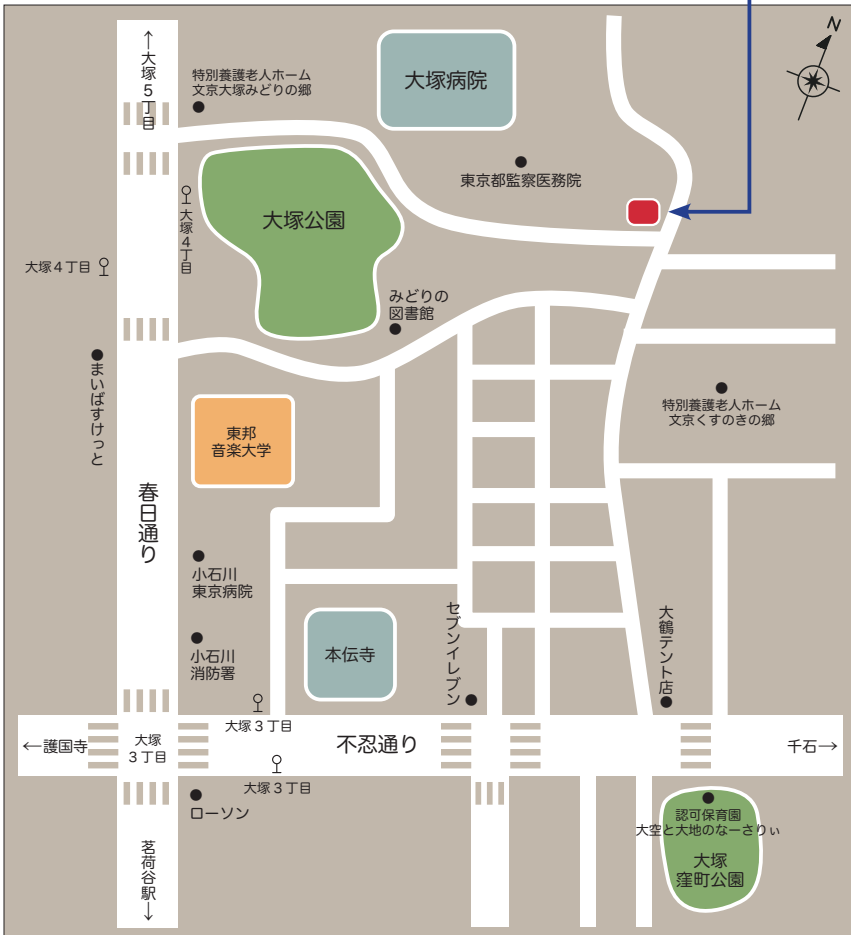 N
↑大塚5丁目
特別養護老人ホーム
文京大塚みどりの郷
大塚病院
東京都監察医務院
大塚公園
大塚4丁目
大塚4丁目
みどりの
図書館
まいばすけっと
特別養護老人ホーム
文京くすのきの郷
東邦
音楽大学
春日通り
小石川
東京病院
セブンイレブン
大鶴テント店
小石川
消防署
本伝寺
大塚3丁目
←護国寺
大塚
3丁目
不忍通り
千石→
大塚3丁目
ローソン
認可保育園
大空と大地のなーさりぃ
大塚
窪町公園
茗荷谷駅→